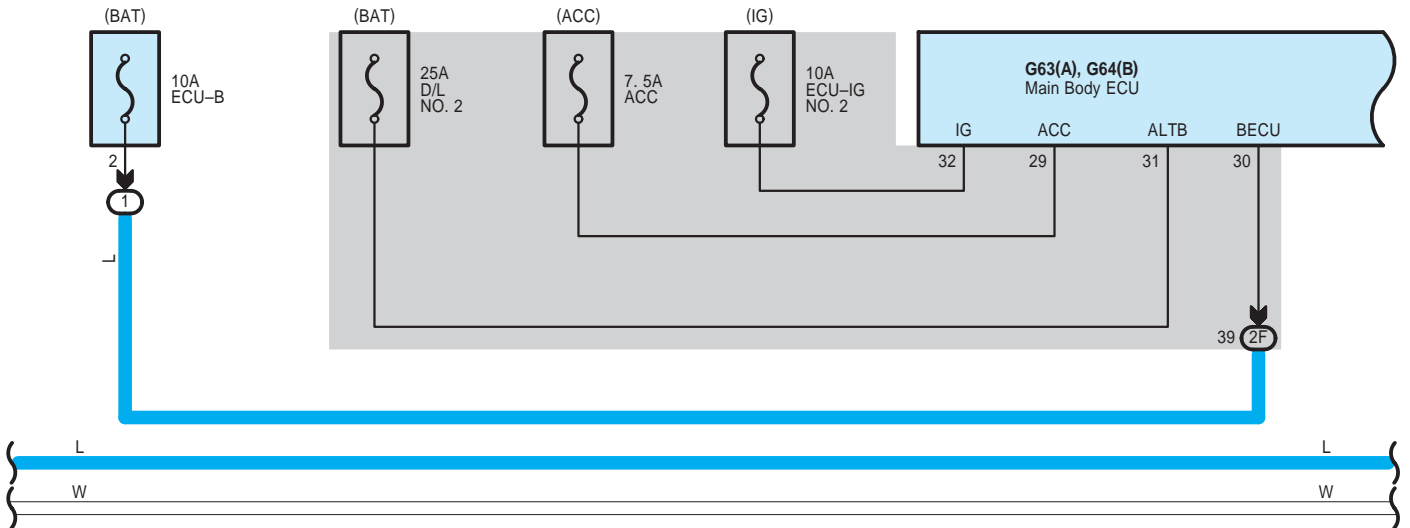 (BAT) (BAT) (ACC) (IG)
10A
ECU–B
25A
D/L
NO. 2
7. 5A
ACC
10A
ECU–IG
NO. 2
G63(A), G64(B)
Main Body ECU
IG ACC ALTB BECU
2 32 29 31 30
1
L
39 2F
L L
W W